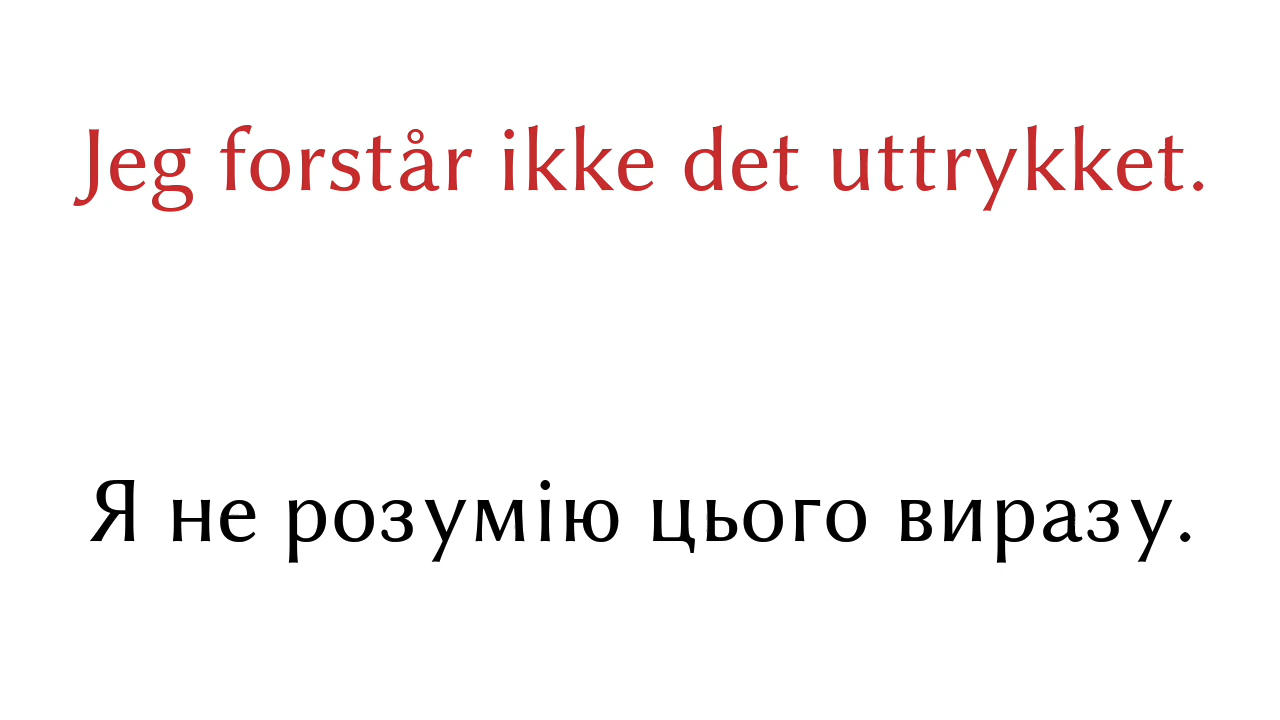 Jeg forstår ikke det uttrykket.
Я не розумію цього виразу.